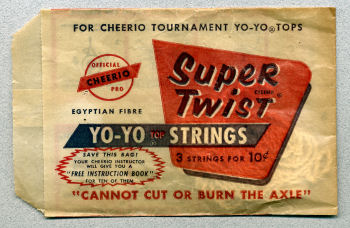 FOR CHEERIO TOURNAMENT YO-YO® TOPS
OFFICIAL
CHEERIO
PRO
SUPER
TWIST
EGYPTIAN FIBRE
YO-YO TOP STRINGS
3 STRINGS FOR 10¢
SAVE THIS BAG!
YOUR CHEERIO INSTRUCTOR
WILL GIVE YOU A
"FREE INSTRUCTION BOOK"
FOR TEN OF THEM
"CANNOT CUT OR BURN THE AXLE"